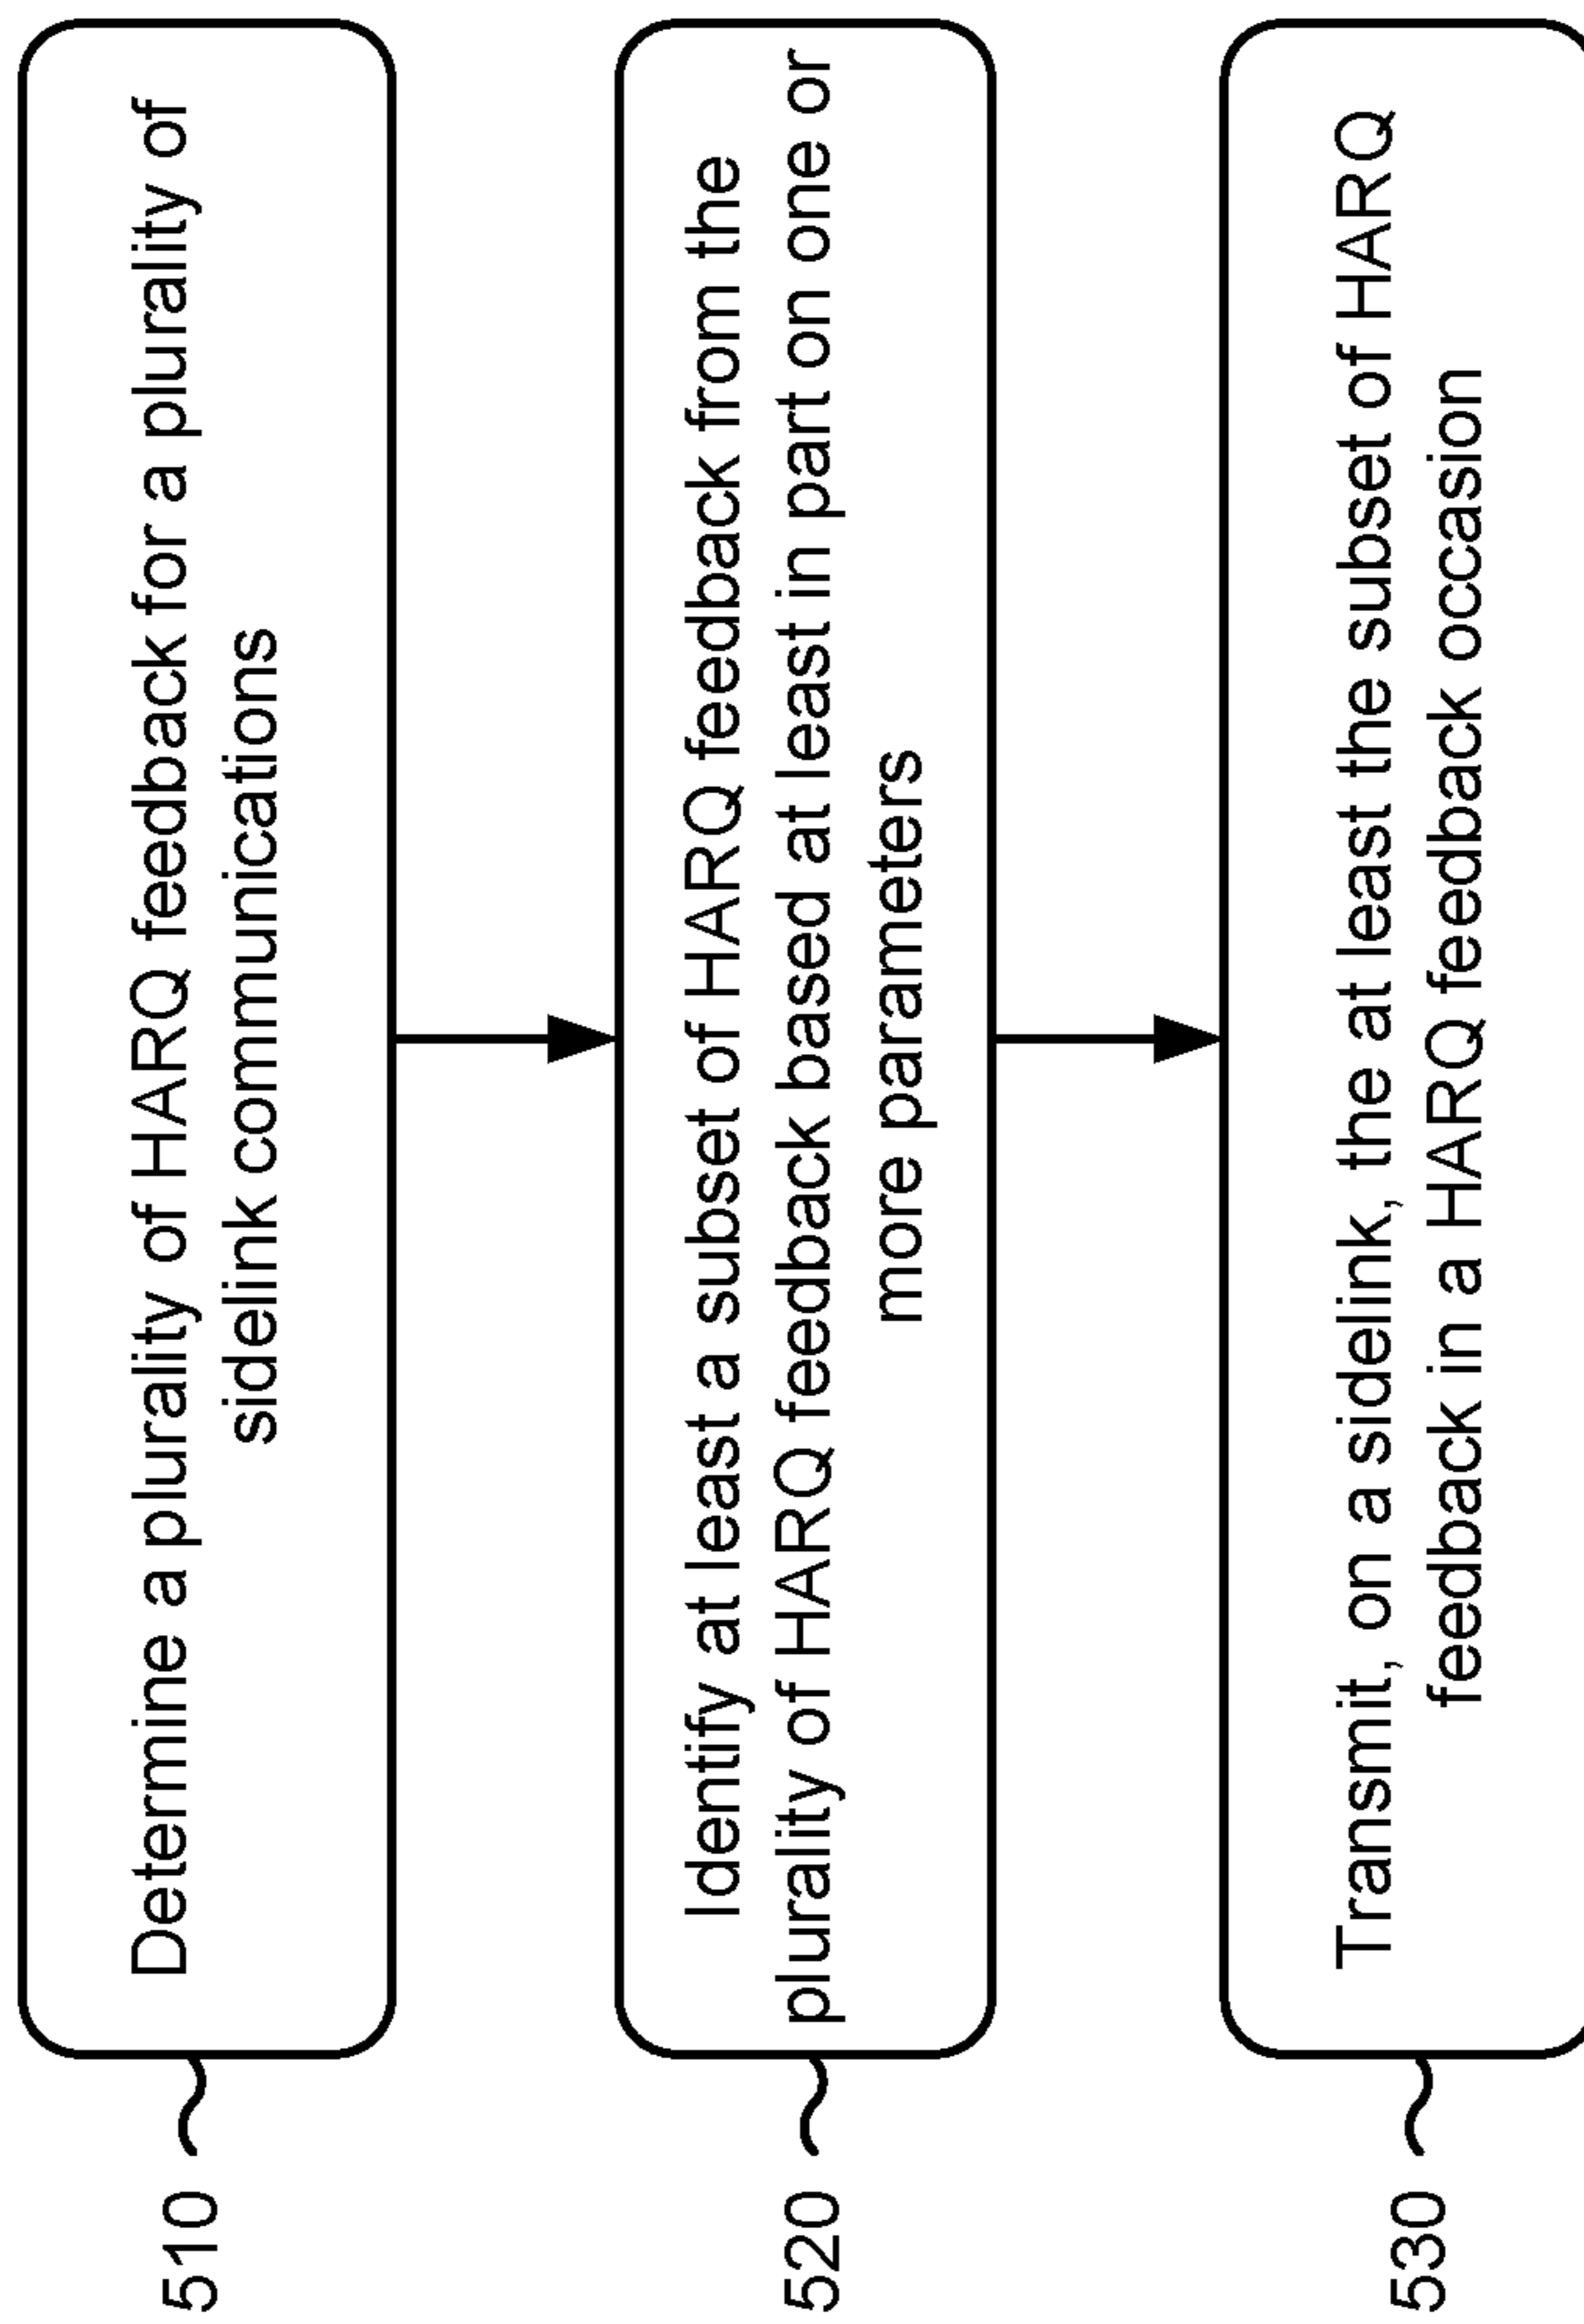 510
Determine a plurality of HARQ feedback for a plurality of
sidelink communications
520
Identify at least a subset of HARQ feedback from the
plurality of HARQ feedback based at least in part on one or
more parameters
530
Transmit, on a sidelink, the at least the subset of HARQ
feedback in a HARQ feedback occasion